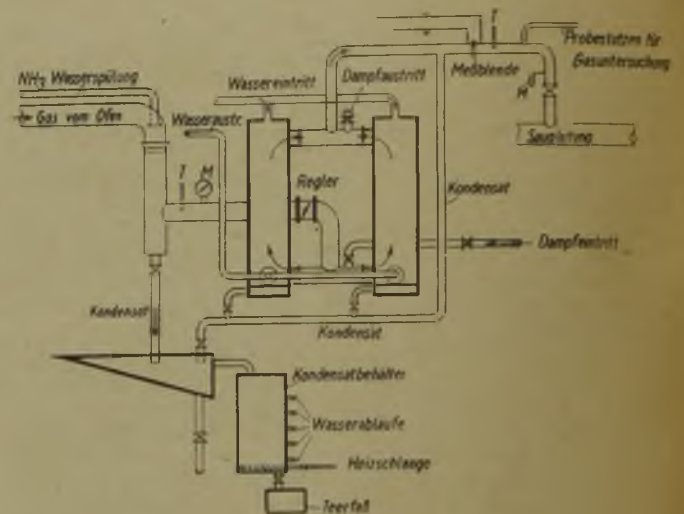 Probestutzen für
Gasuntersuchung
Meßblende
M
Saugleitung
T
NH3 Wasserspülung
Gas vom Ofen
Wassereintritt
Dampfaustritt
Wasseraustr.
T
M
Regler
Kondensat
Dampfeintritt
Kondensat
Kondensat
Kondensatbehälter
Wasserabläufe
Heizschlange
Teerfaß